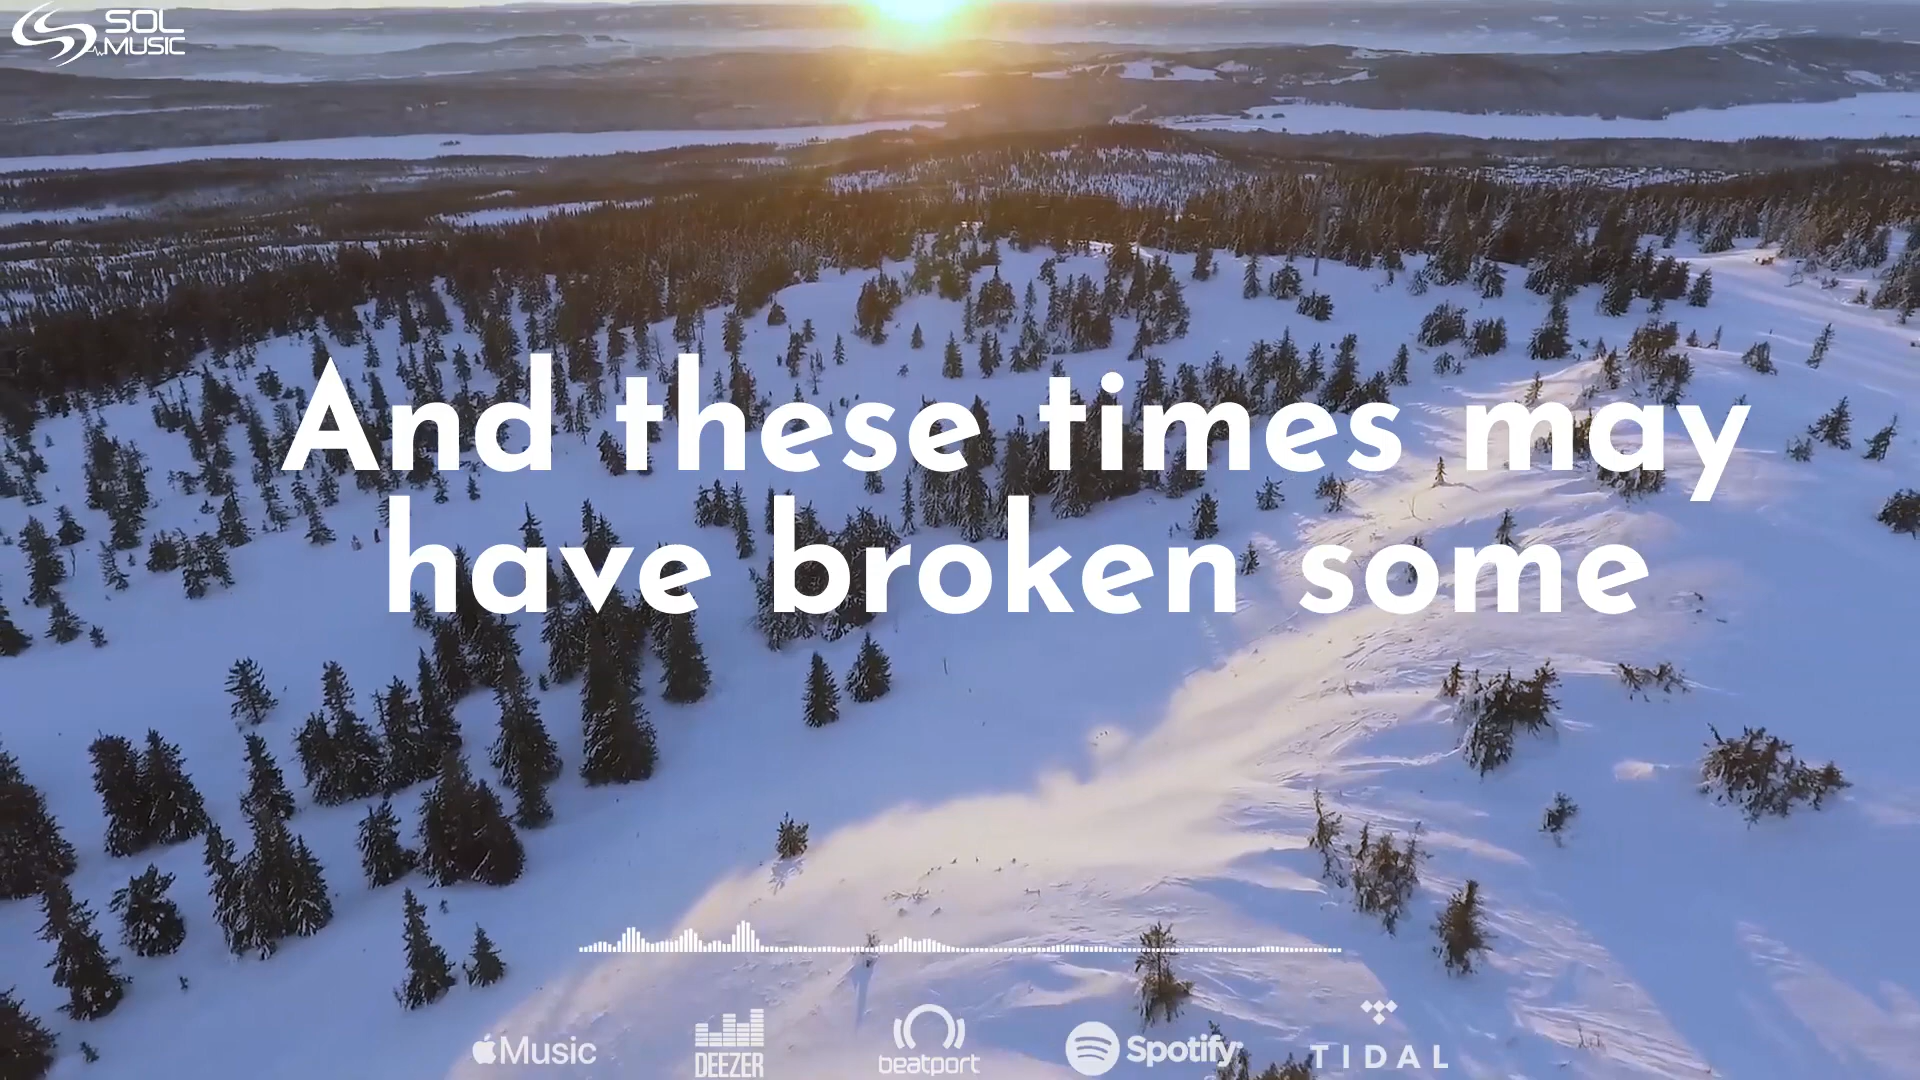 SOL
MUSIC
And these times may
have broken some
Music
DEEZER
beatport
Spotify
TIDAL